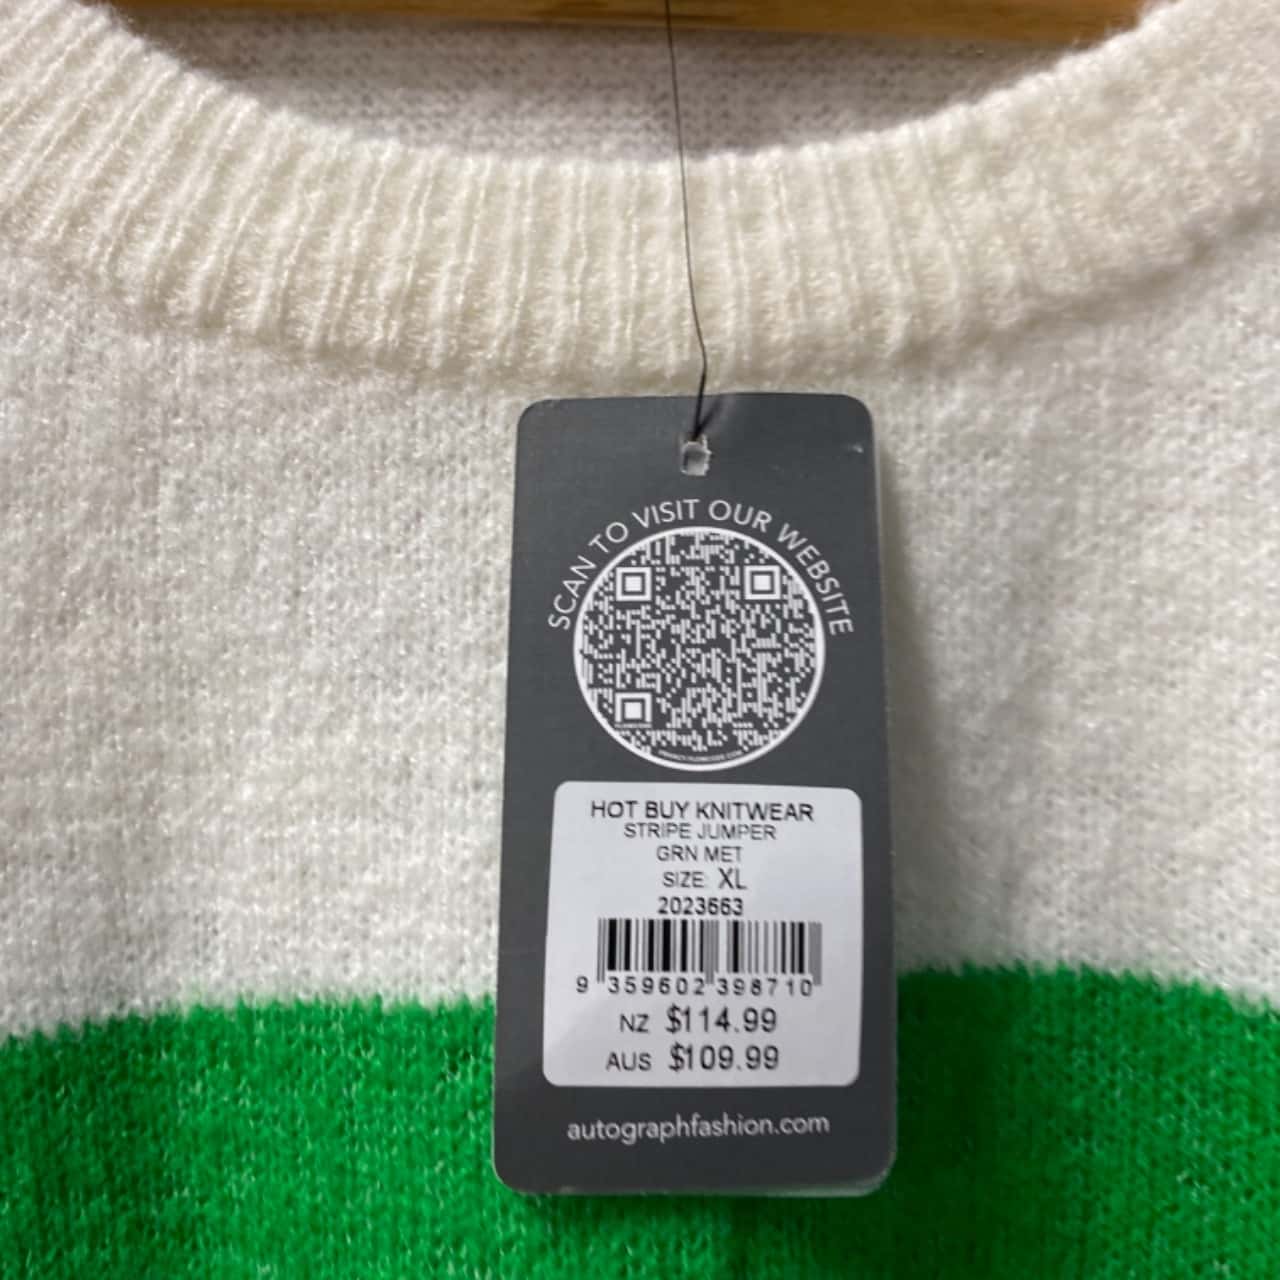 SCAN TO VISIT OUR WEBSITE
HOT BUY KNITWEAR
STRIPE JUMPER
GRN MET
SIZE: XL
2023663
9 359602 398710
NZ $114.99
AUS $109.99
autographfashion.com